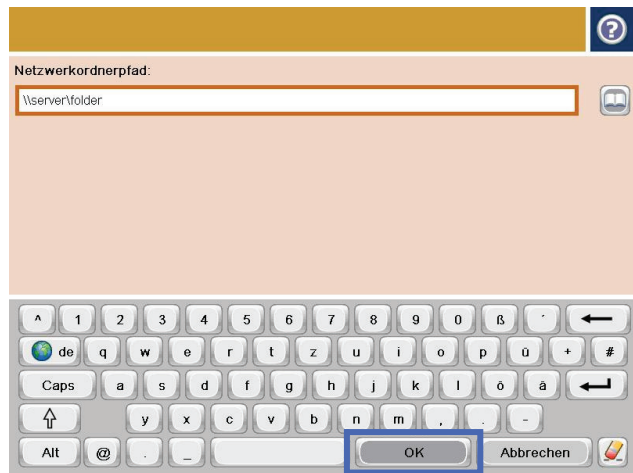 ?
Netzwerkordnerpfad:
\\server\folder
^ 1 2 3 4 5 6 7 8 9 0 ß ´
de q w e r t z u i o p ü + #
Caps a s d f g h j k l ö ä
y x c v b n m , . -
Alt @ . _ OK Abbrechen